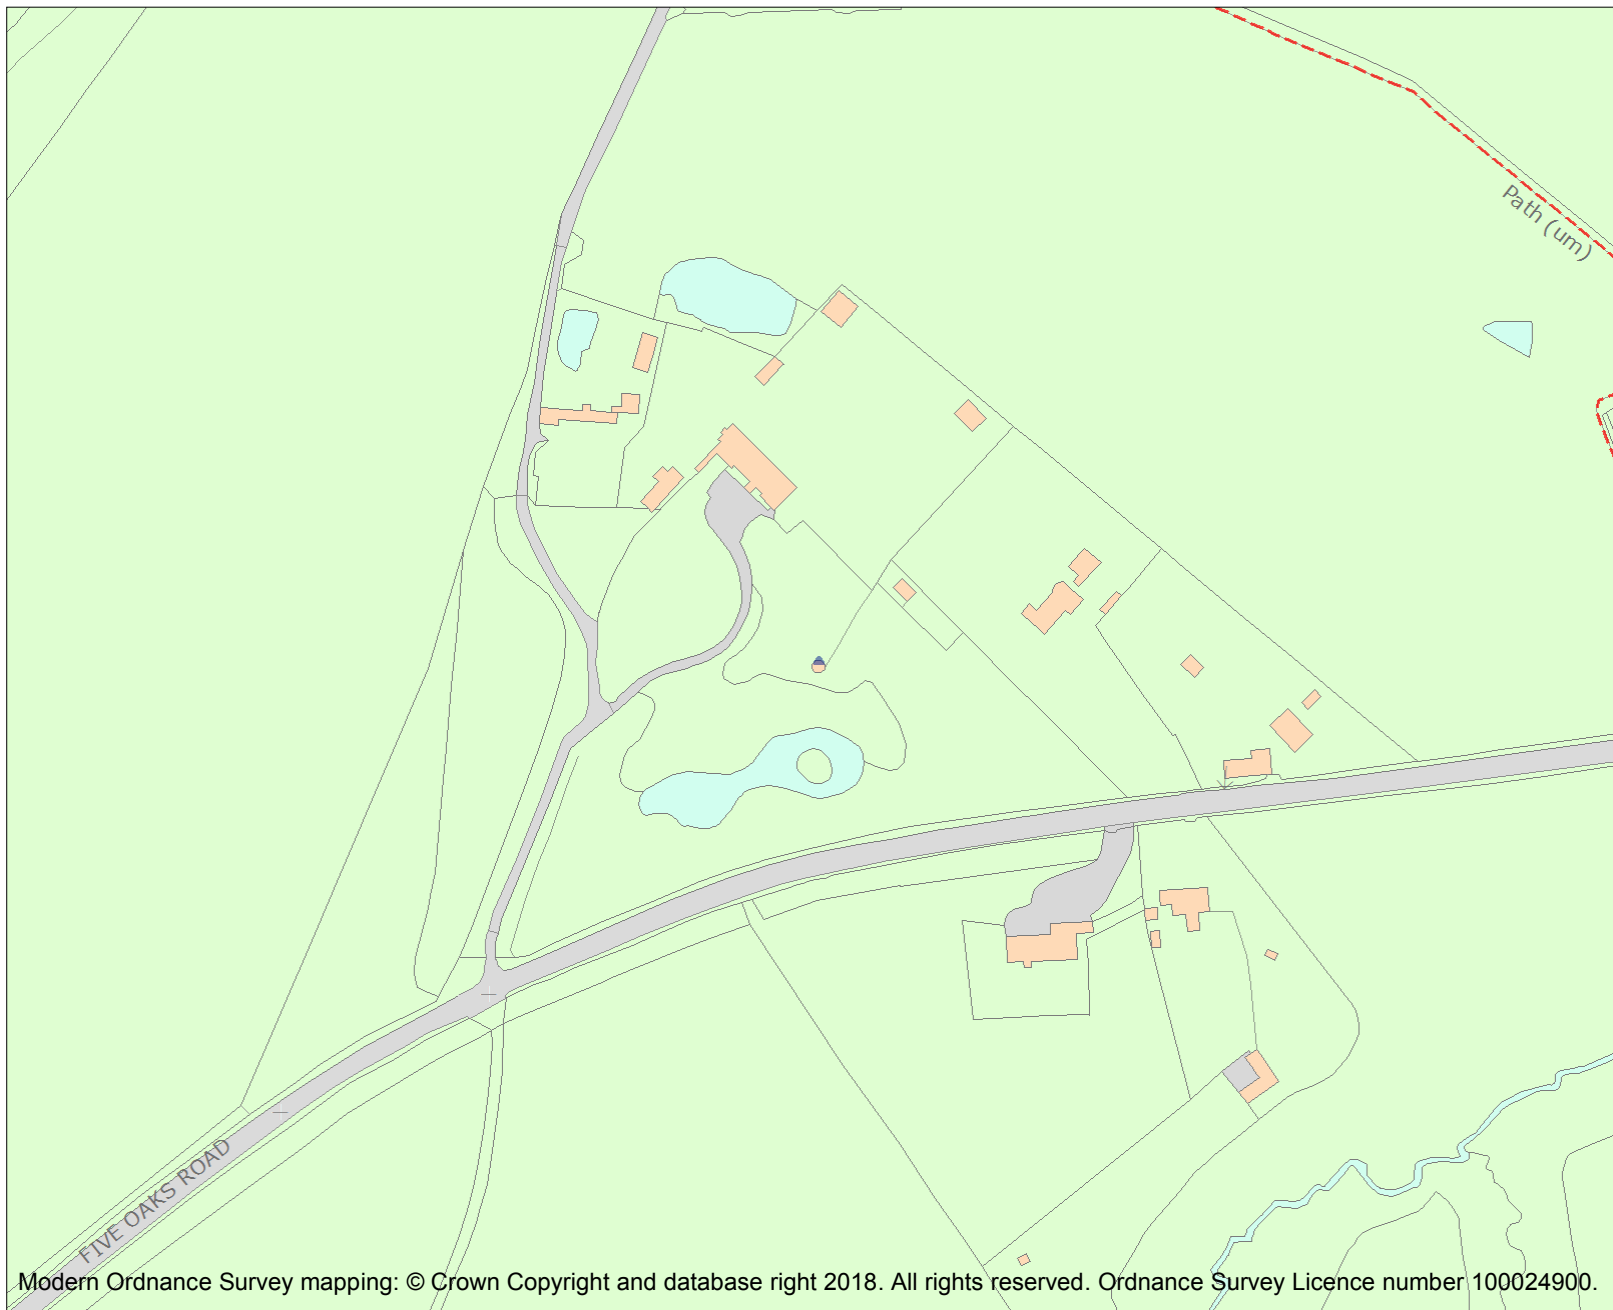 Path (um)
FIVE OAKS ROAD
Modern Ordnance Survey mapping: © Crown Copyright and database right 2018. All rights reserved. Ordnance Survey Licence number 100024900.